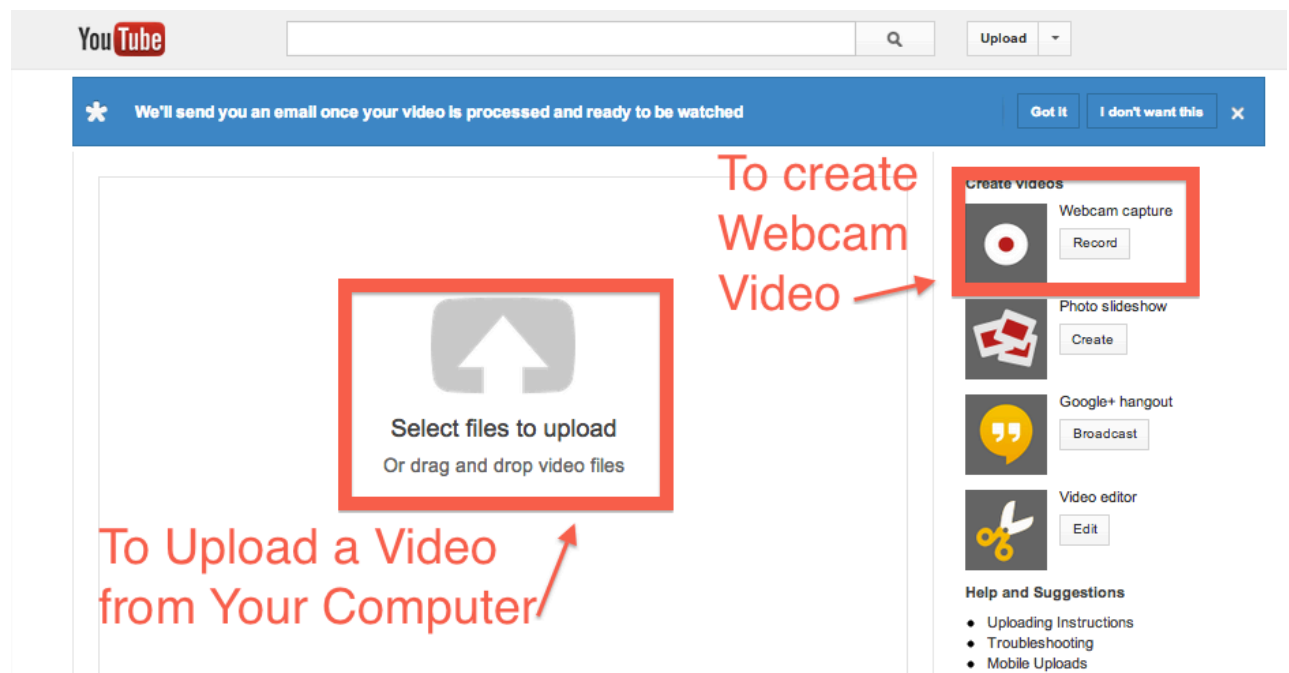 YouTube
Upload
We'll send you an email once your video is processed and ready to be watched
Got it
I don't want this
To create
Webcam
Video
Create videos
Webcam capture
Record
Photo slideshow
Create
Google+ hangout
Broadcast
Video editor
Edit
Select files to upload
Or drag and drop video files
To Upload a Video
from Your Computer
Help and Suggestions
Uploading Instructions
Troubleshooting
Mobile Uploads